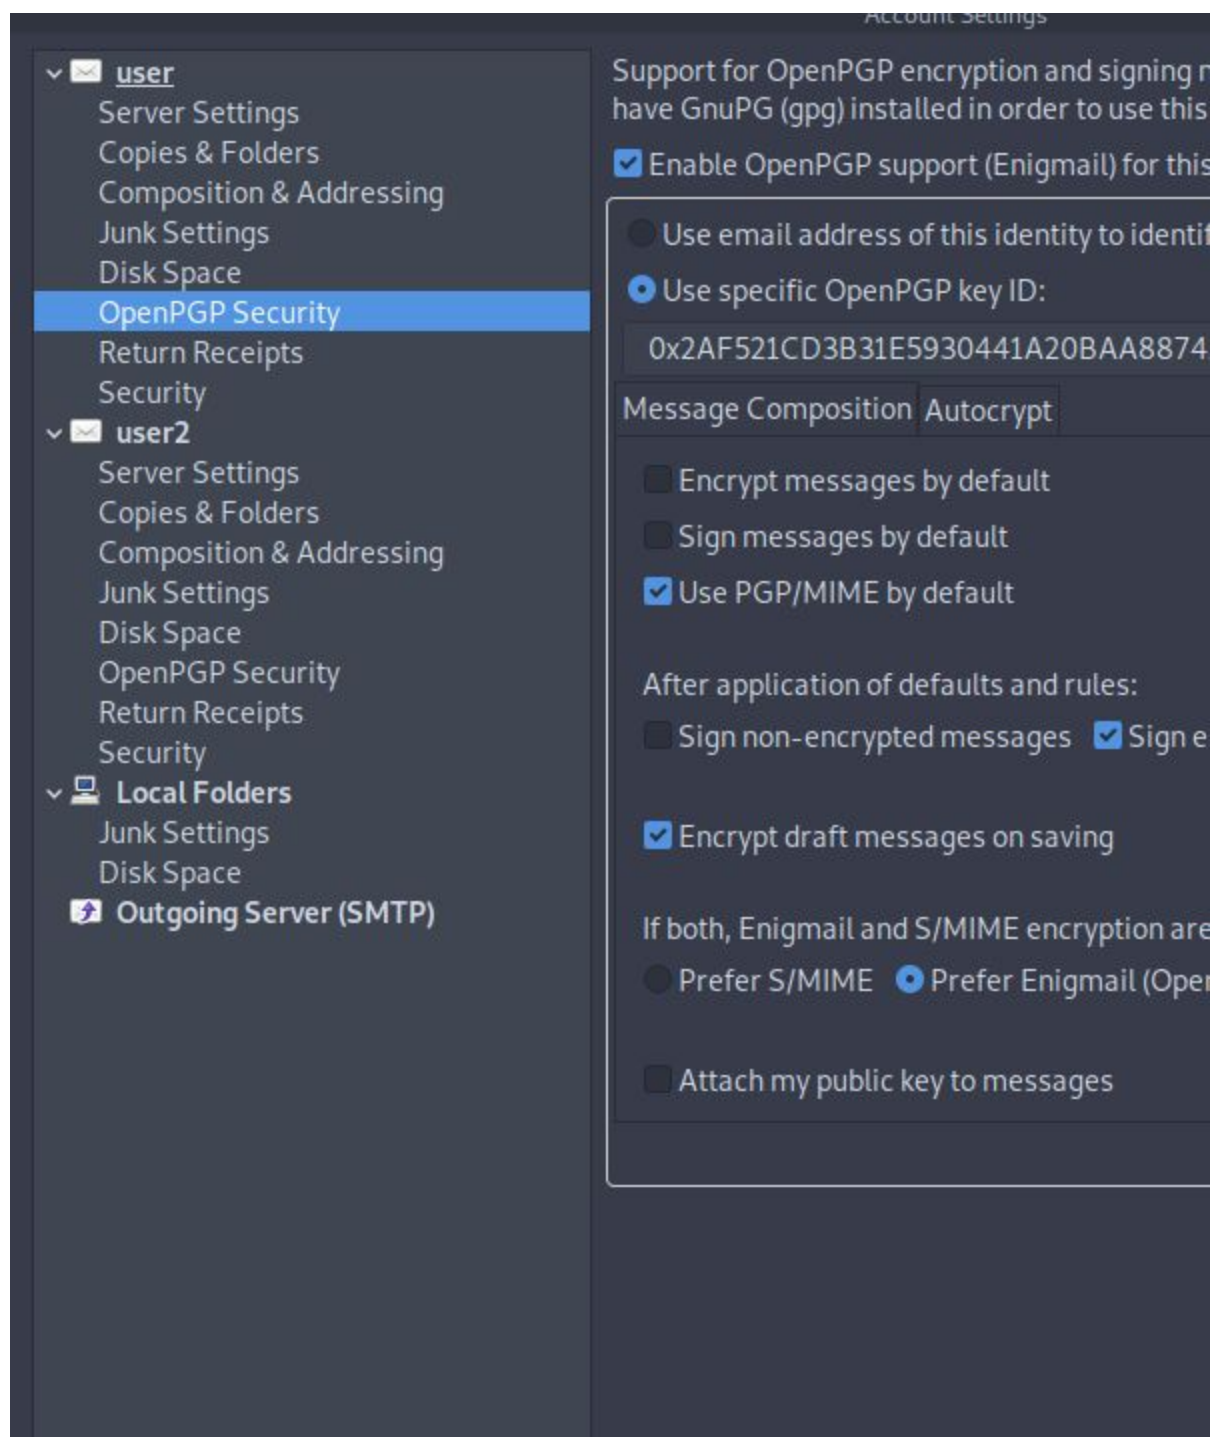 Account Settings
user
Server Settings
Copies & Folders
Composition & Addressing
Junk Settings
Disk Space
OpenPGP Security
Return Receipts
Security
user2
Server Settings
Copies & Folders
Composition & Addressing
Junk Settings
Disk Space
OpenPGP Security
Return Receipts
Security
Local Folders
Junk Settings
Disk Space
Outgoing Server (SMTP)
Support for OpenPGP encryption and signing
have GnuPG (gpg) installed in order to use this
Enable OpenPGP support (Enigmail) for this
Use email address of this identity to identif
Use specific OpenPGP key ID:
0x2AF521CD3B31E5930441A20BAA8874
Message Composition Autocrypt
Encrypt messages by default
Sign messages by default
Use PGP/MIME by default
After application of defaults and rules:
Sign non-encrypted messages Sign e
Encrypt draft messages on saving
If both, Enigmail and S/MIME encryption are
Prefer S/MIME Prefer Enigmail (Ope
Attach my public key to messages